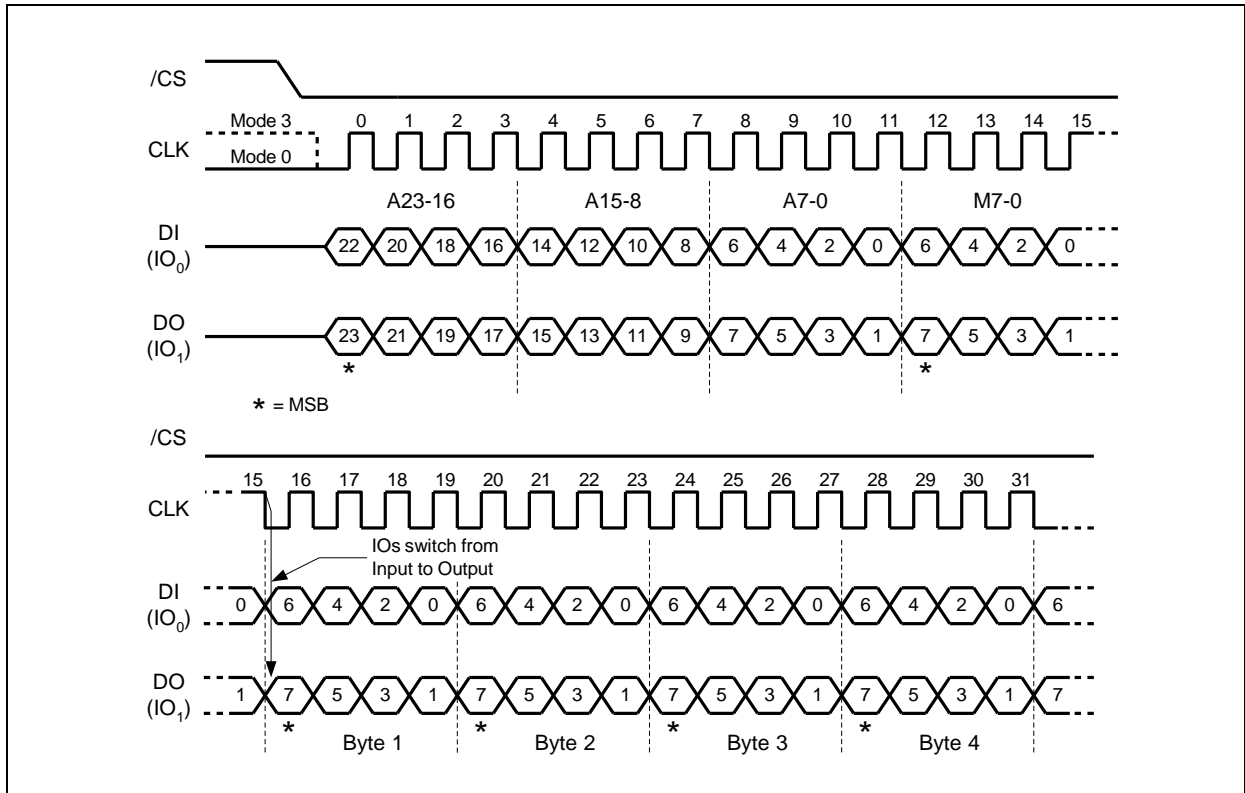 /CS
Mode 3 0 1 2 3 4 5 6 7 8 9 10 11 12 13 14 15
CLK
Mode 0
A23-16 A15-8 A7-0 M7-0
DI
(IO0) 22 20 18 16 14 12 10 8 6 4 2 0 6 4 2 0
DO
(IO1) 23 21 19 17 15 13 11 9 7 5 3 1 7 5 3 1
* *
* = MSB
/CS
15 16 17 18 19 20 21 22 23 24 25 26 27 28 29 30 31
CLK
IOs switch from
Input to Output
DI
(IO0) 0 6 4 2 0 6 4 2 0 6 4 2 0 6 4 2 0 6
DO
(IO1) 1 7 5 3 1 7 5 3 1 7 5 3 1 7 5 3 1 7
* * * *
Byte 1 Byte 2 Byte 3 Byte 4